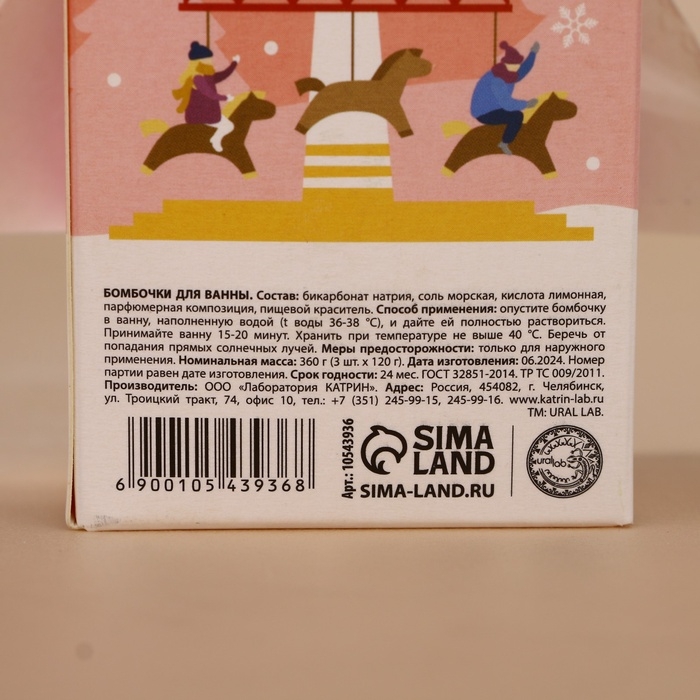 БОМБОЧКИ ДЛЯ ВАННЫ. Состав: бикарбонат натрия, соль морская, кислота лимонная,
парфюмерная композиция, пищевой краситель. Способ применения: опустите бомбочку
в ванну, наполненную водой (t воды 36-38 °C), и дайте ей полностью раствориться.
Принимайте ванну 15-20 минут. Хранить при температуре не выше 40 °C. Беречь от
попадания прямых солнечных лучей. Меры предосторожности: только для наружного
применения. Номинальная масса: 360 г (3 шт. х 120 г). Дата изготовления: 06.2024. Номер
партии равен дате изготовления. Срок годности: 24 мес. ГОСТ 32851-2014. ТР ТС 009/2011.
Производитель: ООО «Лаборатория КАТРИН». Адрес: Россия, 454082, г. Челябинск,
ул. Троицкий тракт, 74, офис 10, тел.: +7 (351) 245-99-15, 245-99-16. www.katrin-lab.ru
TM: URAL LAB.
6 900105 439368
Арт.: 10543936
SIMA
LAND
SIMA-LAND.RU
ural lab